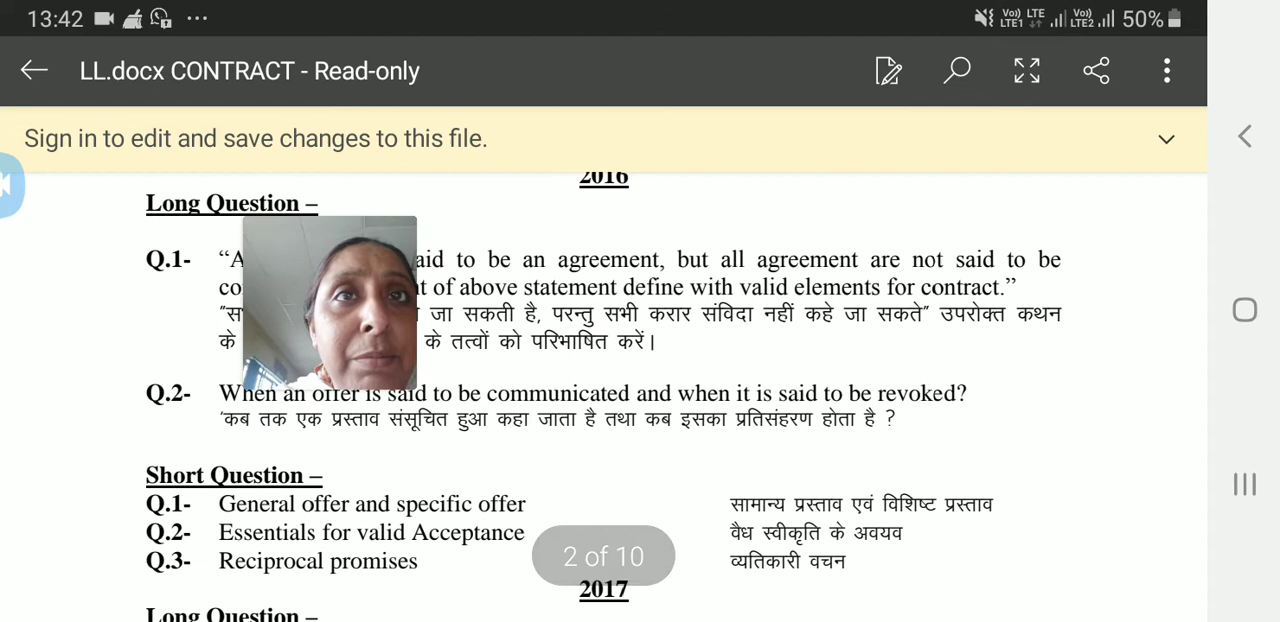 13:42 ... Vo)) LTE LTE1 Vo)) LTE2 50%
LL.docx CONTRACT - Read-only
Sign in to edit and save changes to this file.
2016
Long Question –
Q.1- “A aid to be an agreement, but all agreement are not said to be
co of above statement define with valid elements for contract.”
जा सकती है, परन्तु सभी करार संविदा नहीं कहे जा सकते” उपरोक्त कथन
के के तत्वों को परिभाषित करें।
Q.2- When an offer is said to be communicated and when it is said to be revoked?
‘कब तक एक प्रस्ताव संसूचित हुआ कहा जाता है तथा कब इसका प्रतिसंहरण होता है ?
Short Question –
Q.1- General offer and specific offer सामान्य प्रस्ताव एवं विशिष्ट प्रस्ताव
Q.2- Essentials for valid Acceptance वैध स्वीकृति के अवयव
Q.3- Reciprocal promises व्यतिकारी वचन
2 of 10
2017
Long Question –